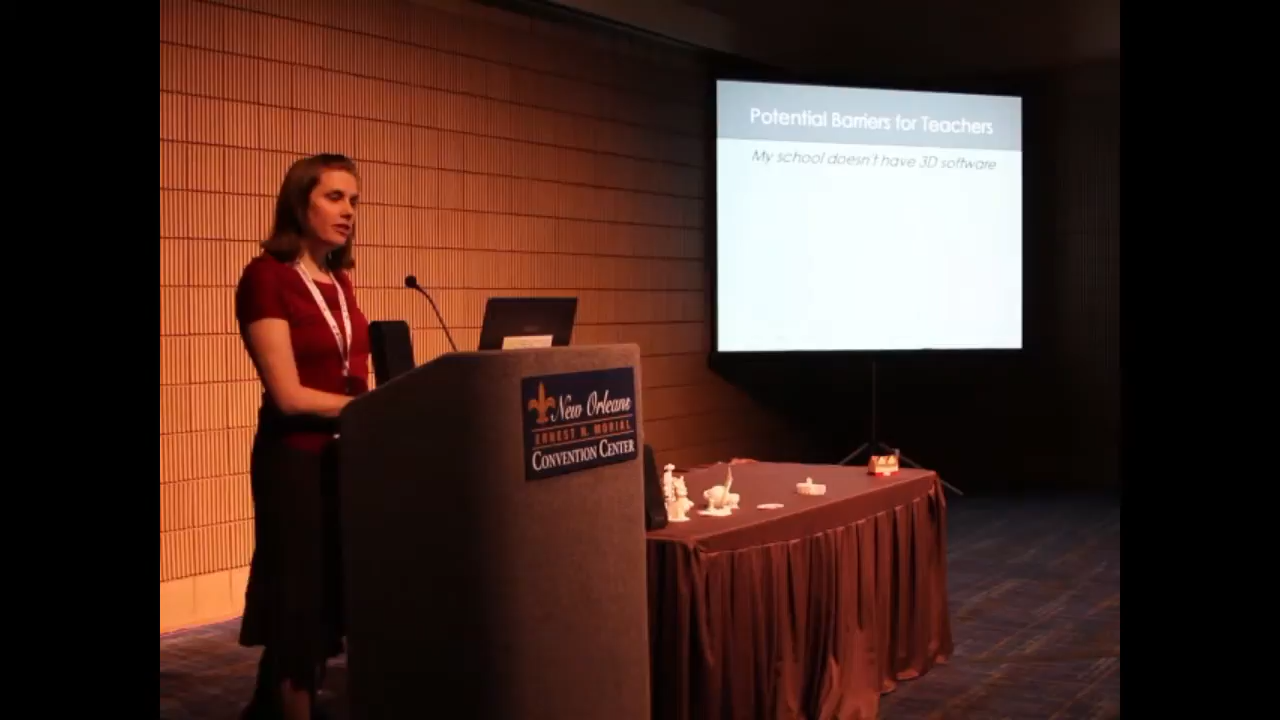 Potential Barriers for Teachers
My school doesn't have 3D software
New Orleans
ERNEST N. MORIAL
CONVENTION CENTER